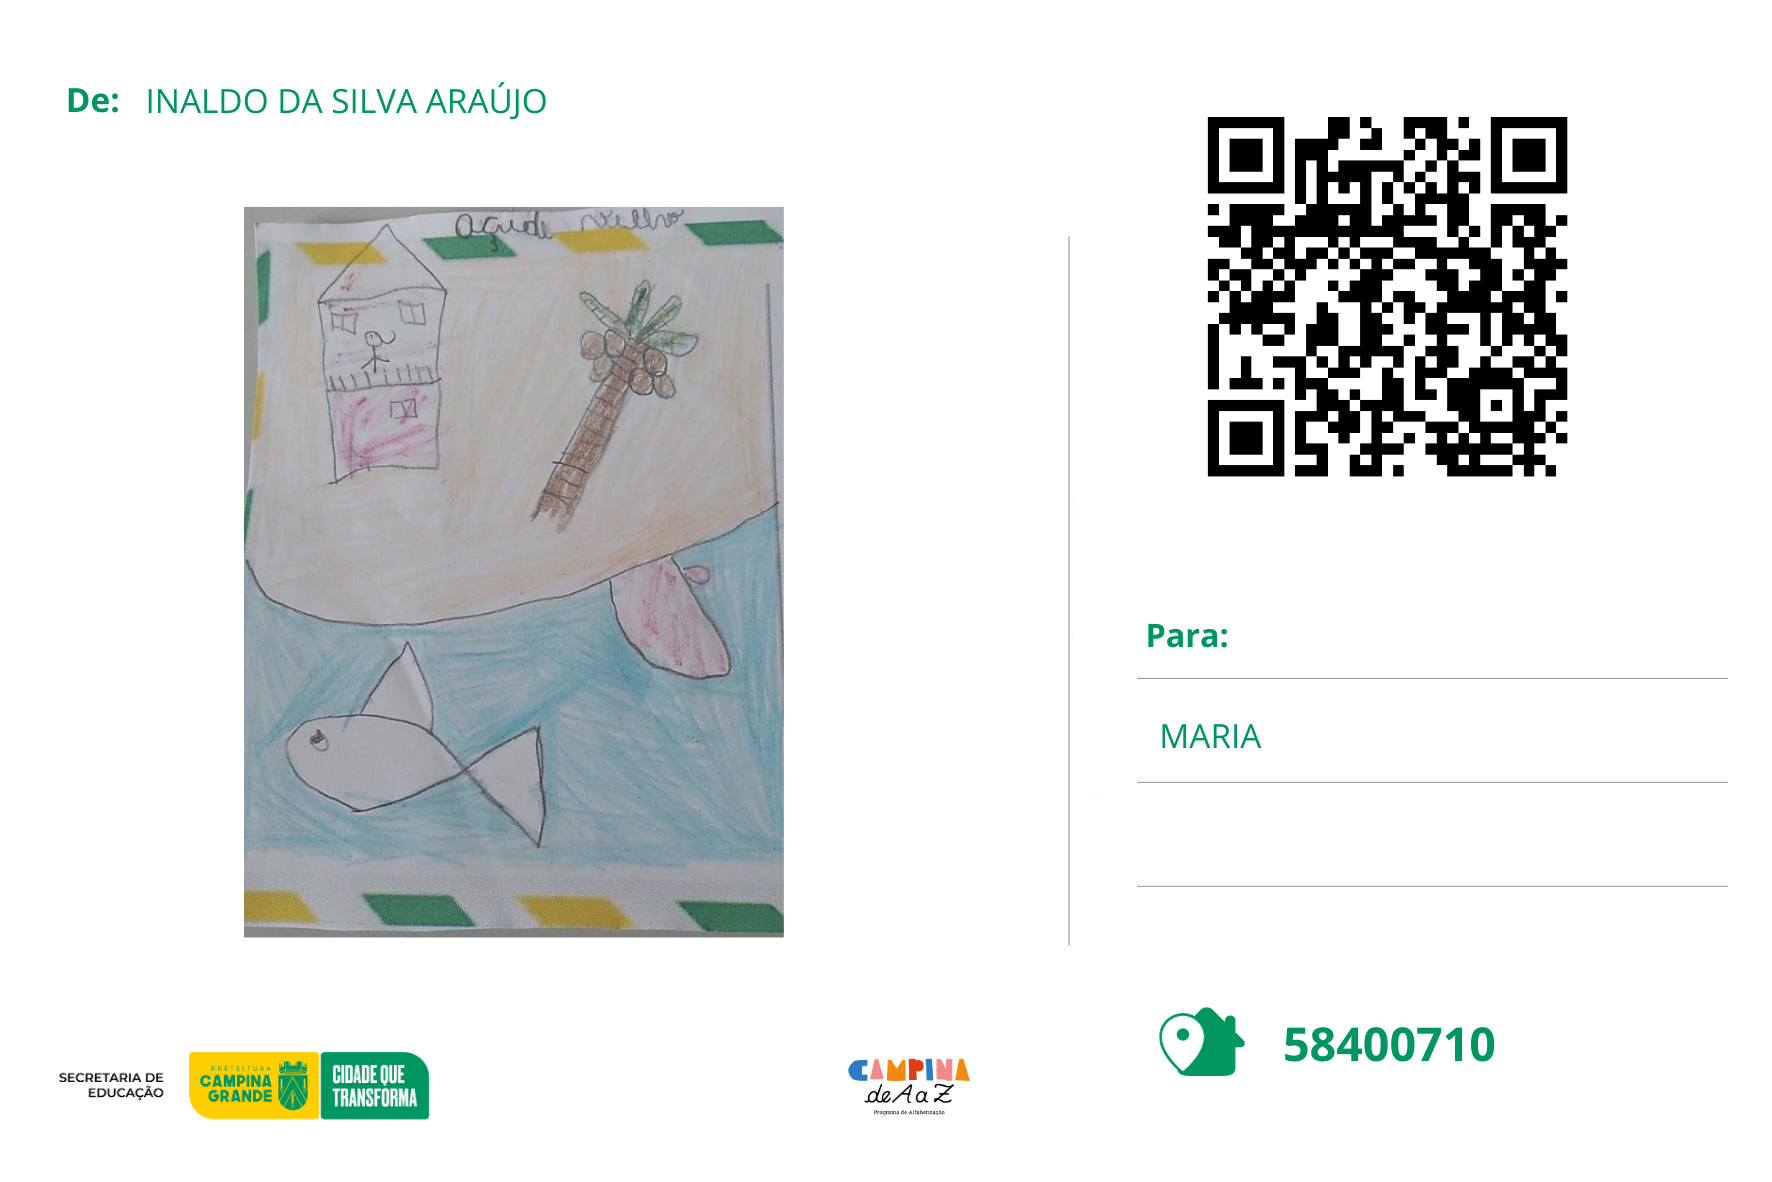 De: INALDO DA SILVA ARAÚJO
açude velho
Para:
MARIA
58400710
SECRETARIA DE
EDUCAÇÃO
PREFEITURA
CAMPINA
GRANDE
CIDADE QUE
TRANSFORMA
CAMPINA
de A a Z
Programa de Alfabetização